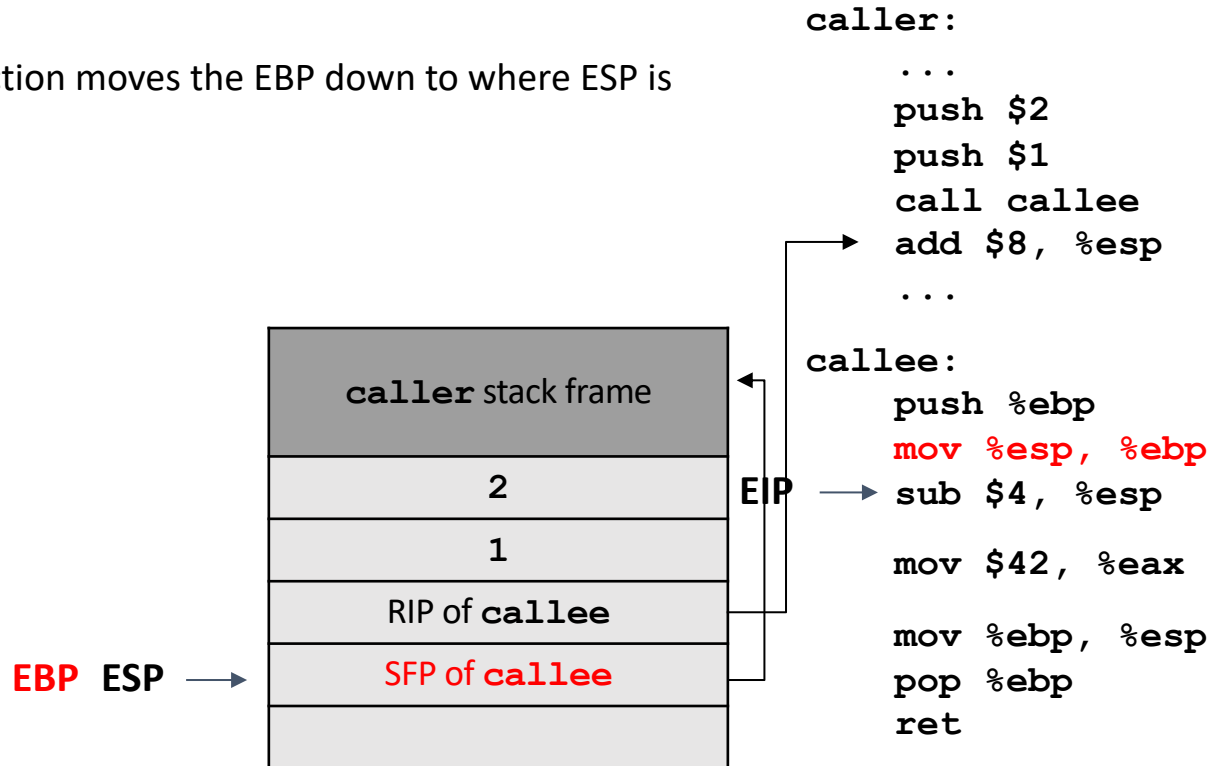 ction moves the EBP down to where ESP is
caller:
...
push $2
push $1
call callee
add $8, %esp
...
callee:
push %ebp
mov %esp, %ebp
EIP
sub $4, %esp
mov $42, %eax
mov %ebp, %esp
pop %ebp
ret
caller stack frame
2
1
RIP of callee
EBP ESP
SFP of callee